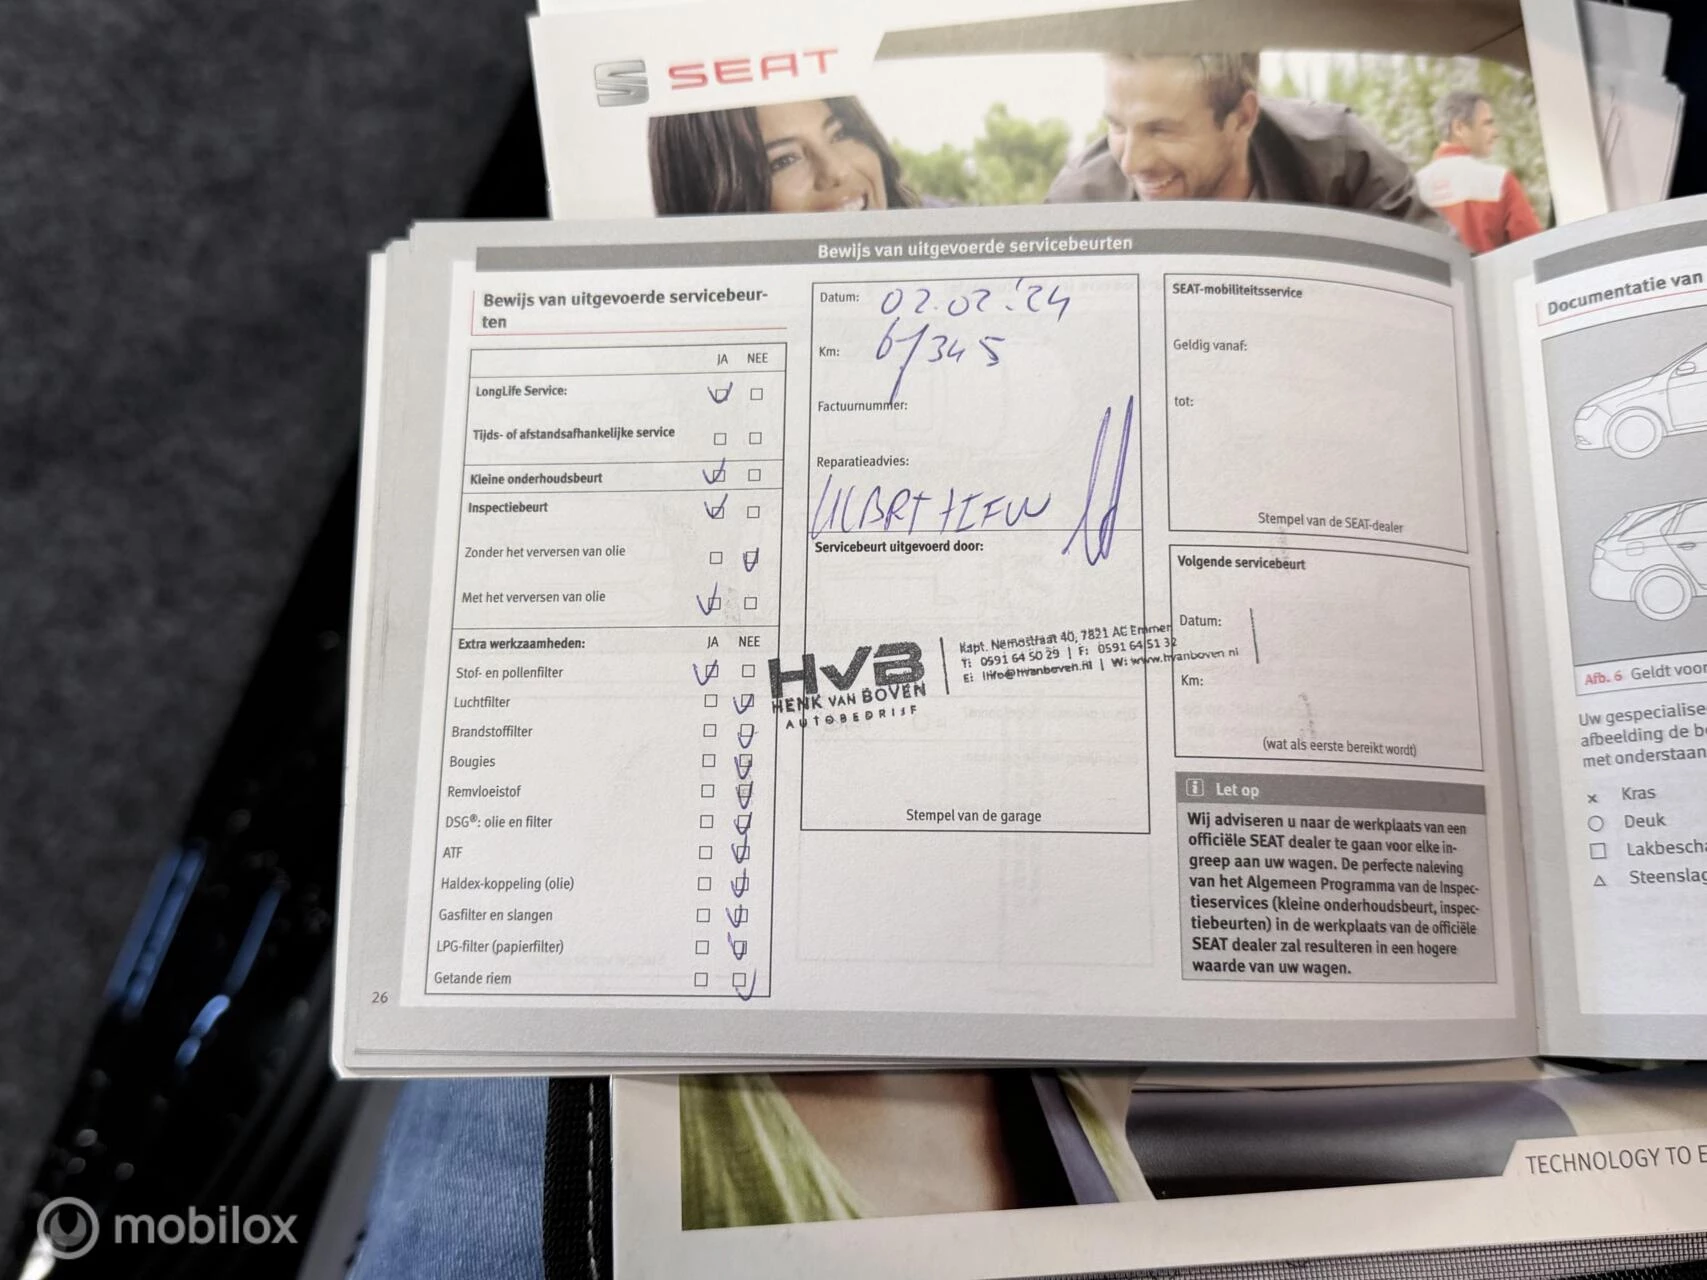 SEAT
Bewijs van uitgevoerde servicebeurten
Bewijs van uitgevoerde servicebeur-
ten
JA NEE
LongLife Service:
Tijds- of afstandsafhankelijke service
Kleine onderhoudsbeurt
Inspectiebeurt
Zonder het verversen van olie
Met het verversen van olie
Extra werkzaamheden: JA NEE
Stof- en pollenfilter
Luchtfilter
Brandstoffilter
Bougies
Remvloeistof
DSG®: olie en filter
ATF
Haldex-koppeling (olie)
Gasfilter en slangen
LPG-filter (papierfilter)
Getande riem
26
Datum: 02.02.'24
Km: 67345
Factuurnummer:
Reparatieadvies:
Servicebeurt uitgevoerd door:
HvB
HENK VAN BOVEN
AUTOBEDRIJF
Kapt. Nemostraat 40, 7821 AC Emmen
T: 0591 64 50 29 | F: 0591 64 51 32
E: info@hvanboven.nl | W: www.hvanboven.nl
Stempel van de garage
SEAT-mobiliteitsservice
Geldig vanaf:
tot:
Stempel van de SEAT-dealer
Volgende servicebeurt
Datum:
Km:
(wat als eerste bereikt wordt)
i Let op
Wij adviseren u naar de werkplaats van een
officiële SEAT dealer te gaan voor elke in-
greep aan uw wagen. De perfecte naleving
van het Algemeen Programma van de Inspec-
tieservices (kleine onderhoudsbeurt, inspec-
tiebeurten) in de werkplaats van de officiële
SEAT dealer zal resulteren in een hogere
waarde van uw wagen.
Documentatie van
Afb. 6 Geldt voor
Uw gespecialise
afbeelding de b
met onderstaan
Kras
Deuk
Lakbescha
Steenslag
TECHNOLOGY TO E
mobilox